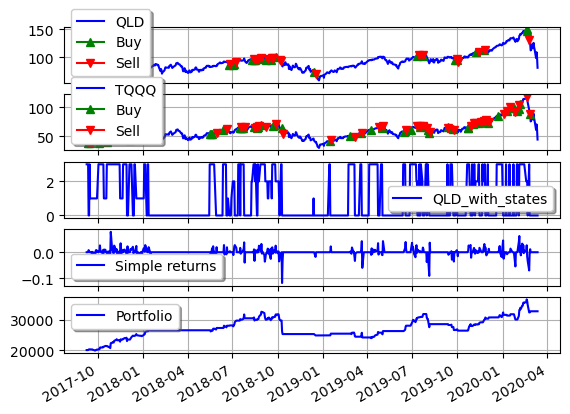 150
100
QLD
Buy
Sell
100
50
TQQQ
Buy
Sell
2
0
QLD_with_states
0.0
−0.1
Simple returns
30000
20000
Portfolio
2017-10
2018-01
2018-04
2018-07
2018-10
2019-01
2019-04
2019-07
2019-10
2020-01
2020-04